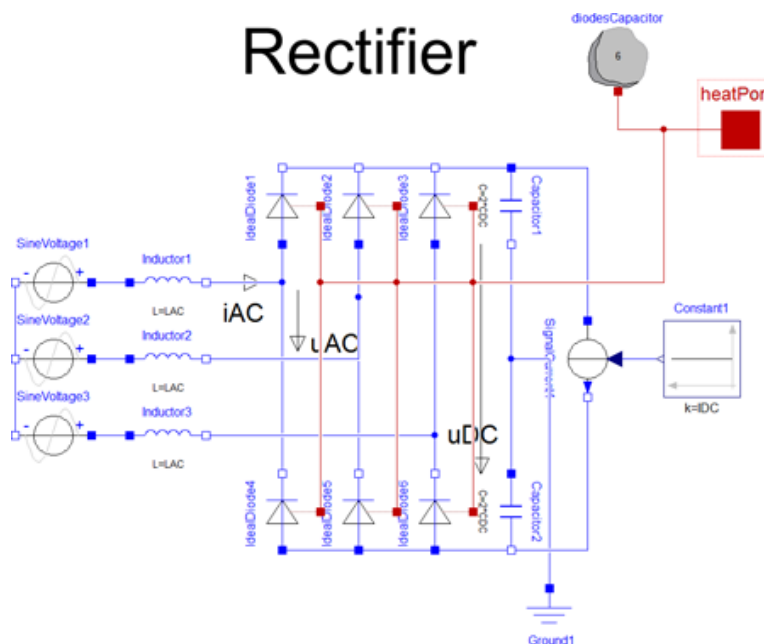 diodesCapacitor
Rectifier
6
heatPor
IdealDiode1
IdealDiode2
IdealDiode3
C=2*CDC
Capacitor1
SineVoltage1
Inductor1
- +
L=LAC
iAC
uAC
Constant1
SineVoltage2
Inductor2
- +
L=LAC
SignalCurrent1
k=IDC
SineVoltage3
Inductor3
- +
L=LAC
uDC
IdealDiode4
IdealDiode5
IdealDiode6
C=2*CDC
Capacitor2
Ground1